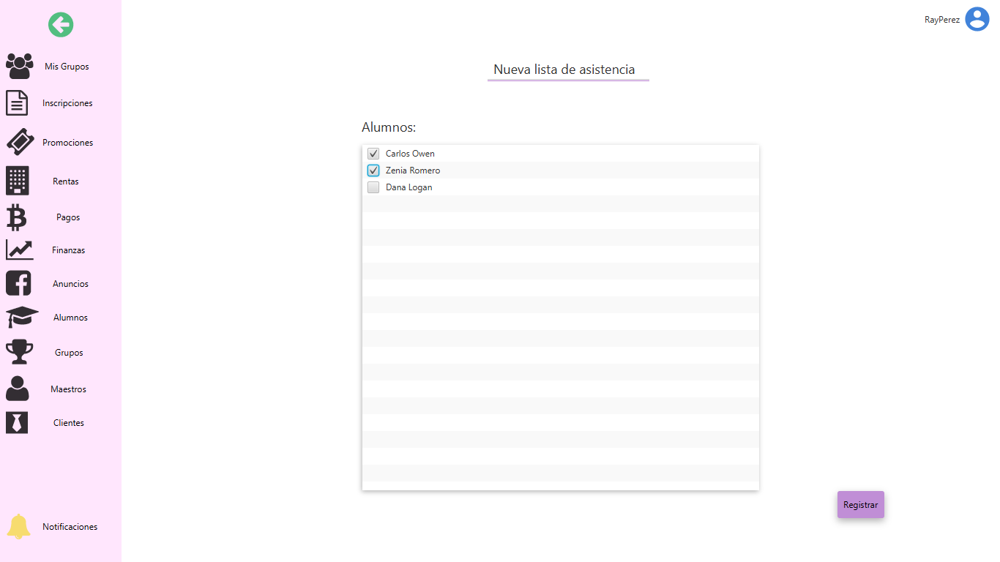 RayPerez
Mis Grupos
Inscripciones
Promociones
Rentas
Pagos
Finanzas
Anuncios
Alumnos
Grupos
Maestros
Clientes
Notificaciones
Nueva lista de asistencia
Alumnos:
Carlos Owen
Zenia Romero
Dana Logan
Registrar